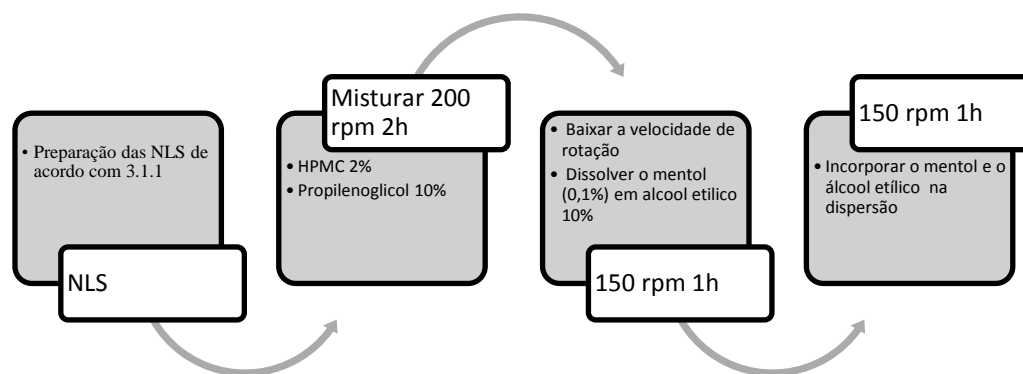 • Preparação das NLS de
acordo com 3.1.1
NLS
Misturar 200
rpm 2h
• HPMC 2%
• Propilenoglicol 10%
• Baixar a velocidade de
rotação
• Dissolver o mentol
(0,1%) em alcool etilico
10%
150 rpm 1h
150 rpm 1h
• Incorporar o mentol e o
álcool etílico na
dispersão